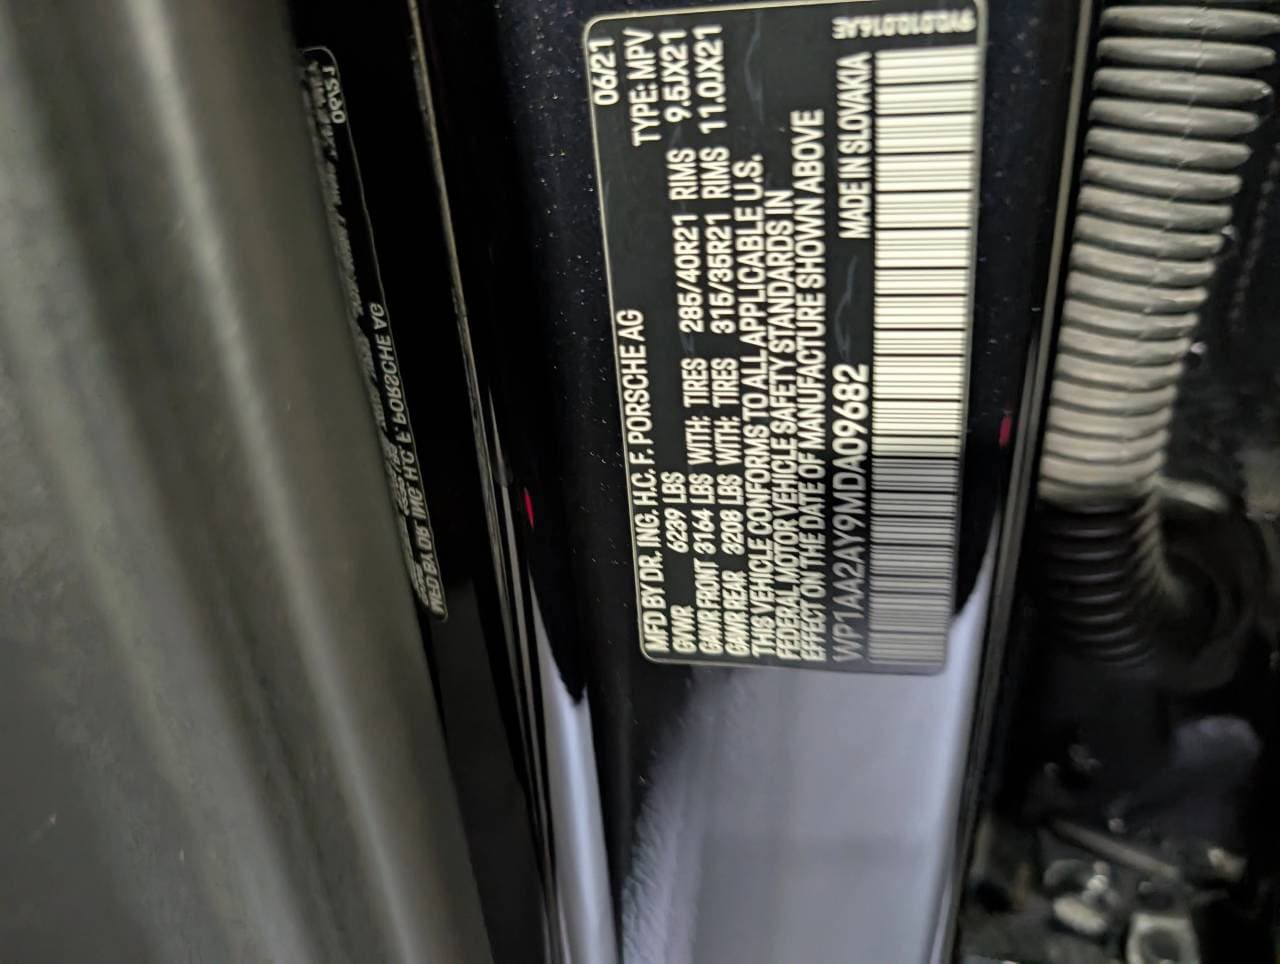 MFD BY DR. ING. H.C. F. PORSCHE AG 06/21
GVWR 6239 LBS TYPE: MPV
GAWR FRONT 3164 LBS WITH: TIRES 285/40R21 RIMS 9.5JX21
GAWR REAR 3208 LBS WITH: TIRES 315/35R21 RIMS 11.0JX21
THIS VEHICLE CONFORMS TO ALL APPLICABLE U.S.
FEDERAL MOTOR VEHICLE SAFETY STANDARDS IN
EFFECT ON THE DATE OF MANUFACTURE SHOWN ABOVE
WP1AA2AY9MDA09682 MADE IN SLOVAKIA
PORSCHE AG